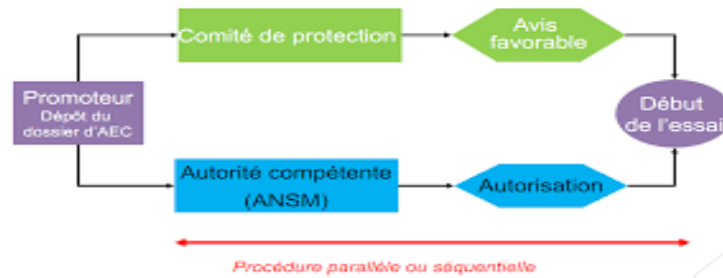 Comité de protection
Avis
favorable
Promoteur
Dépôt du
dossier d'AEC
Début
de l'essai
Autorité compétente
(ANSM)
Autorisation
Procédure parallèle ou séquentielle